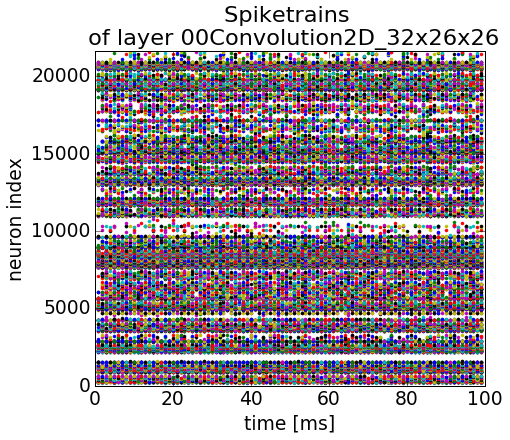 Spiketrains
of layer 00Convolution2D_32x26x26
20000
15000
10000
5000
0
neuron index
0 20 40 60 80 100
time [ms]